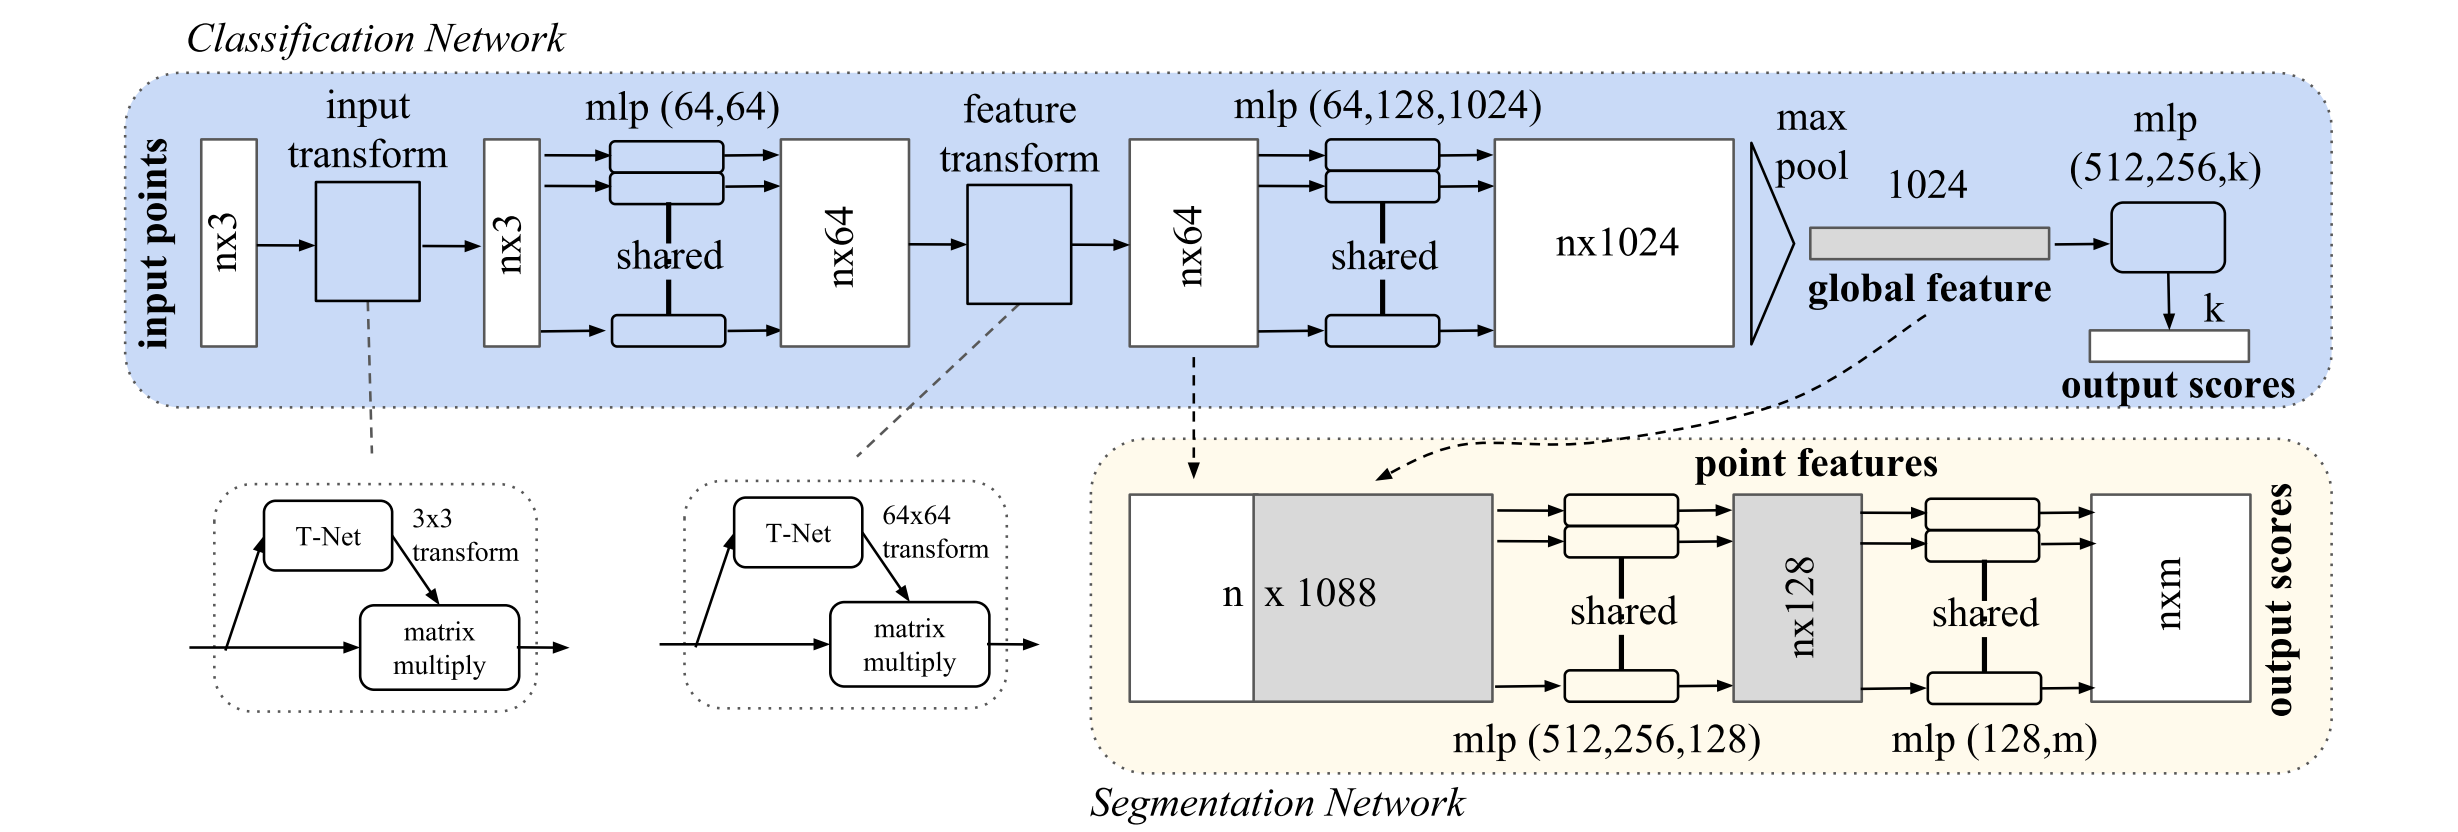 Classification Network
input points
nx3
input
transform
nx3
mlp (64,64)
shared
nx64
feature
transform
nx64
mlp (64,128,1024)
shared
nx1024
max
pool
1024
global feature
mlp
(512,256,k)
k
output scores
T-Net
3x3
transform
matrix
multiply
T-Net
64x64
transform
matrix
multiply
point features
n x 1088
shared
mlp (512,256,128)
nx128
shared
mlp (128,m)
nxm
output scores
Segmentation Network